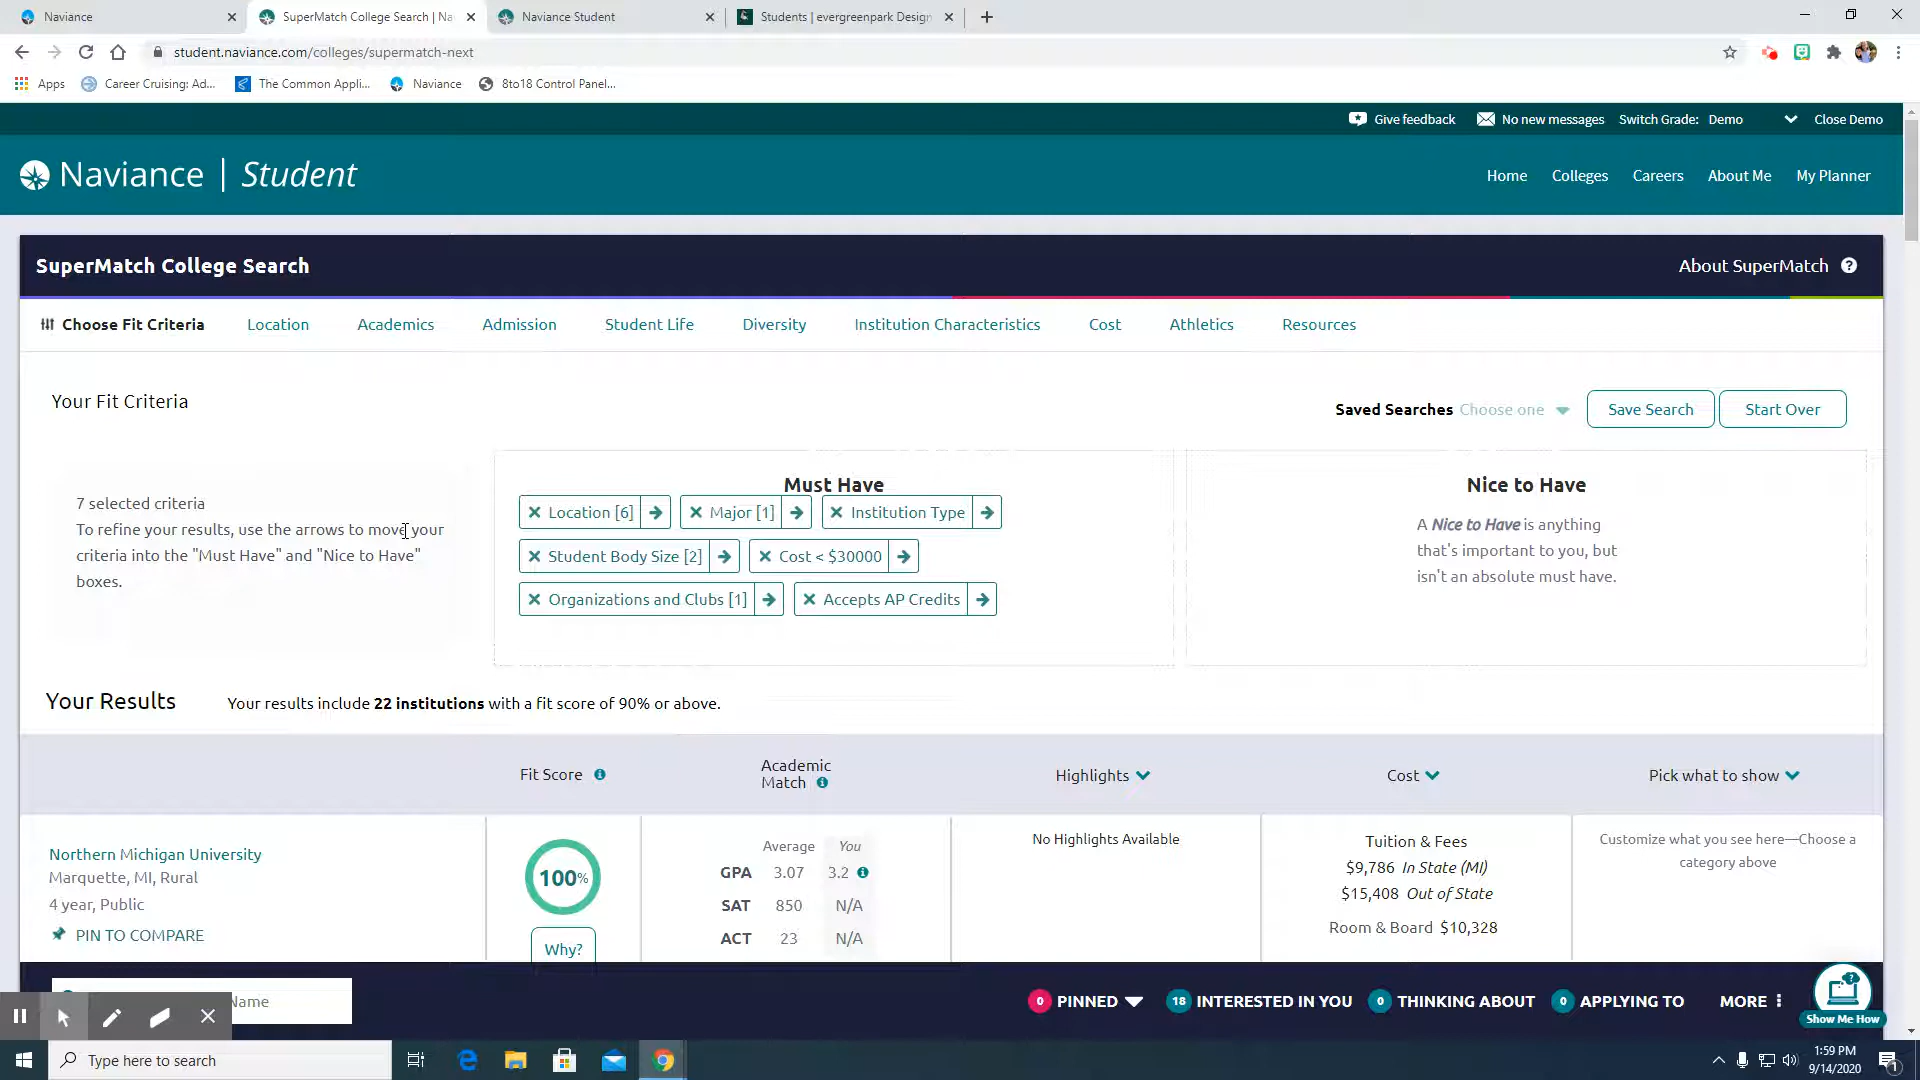 Naviance
SuperMatch College Search | Na
Naviance Student
Students | evergreenpark Design
student.naviance.com/colleges/supermatch-next
Apps
Career Cruising: Ad...
The Common Appli...
Naviance
8to18 Control Panel...
Give feedback
No new messages
Switch Grade: Demo
Close Demo
Naviance | Student
Home
Colleges
Careers
About Me
My Planner
SuperMatch College Search
About SuperMatch ?
Choose Fit Criteria
Location
Academics
Admission
Student Life
Diversity
Institution Characteristics
Cost
Athletics
Resources
Your Fit Criteria
Saved Searches Choose one
Save Search
Start Over
7 selected criteria
To refine your results, use the arrows to move your
criteria into the "Must Have" and "Nice to Have"
boxes.
Must Have
Location [6]
Major [1]
Institution Type
Student Body Size [2]
Cost < $30000
Organizations and Clubs [1]
Accepts AP Credits
Nice to Have
A Nice to Have is anything
that's important to you, but
isn't an absolute must have.
Your Results
Your results include 22 institutions with a fit score of 90% or above.
Fit Score
Academic
Match
Highlights
Cost
Pick what to show
Northern Michigan University
Marquette, MI, Rural
4 year, Public
PIN TO COMPARE
100%
Why?
Average You
GPA 3.07 3.2
SAT 850 N/A
ACT 23 N/A
No Highlights Available
Tuition & Fees
$9,786 In State (MI)
$15,408 Out of State
Room & Board $10,328
Customize what you see here—Choose a
category above
Name
0 PINNED
18 INTERESTED IN YOU
0 THINKING ABOUT
0 APPLYING TO
MORE
Show Me How
Type here to search
1:59 PM
9/14/2020
1